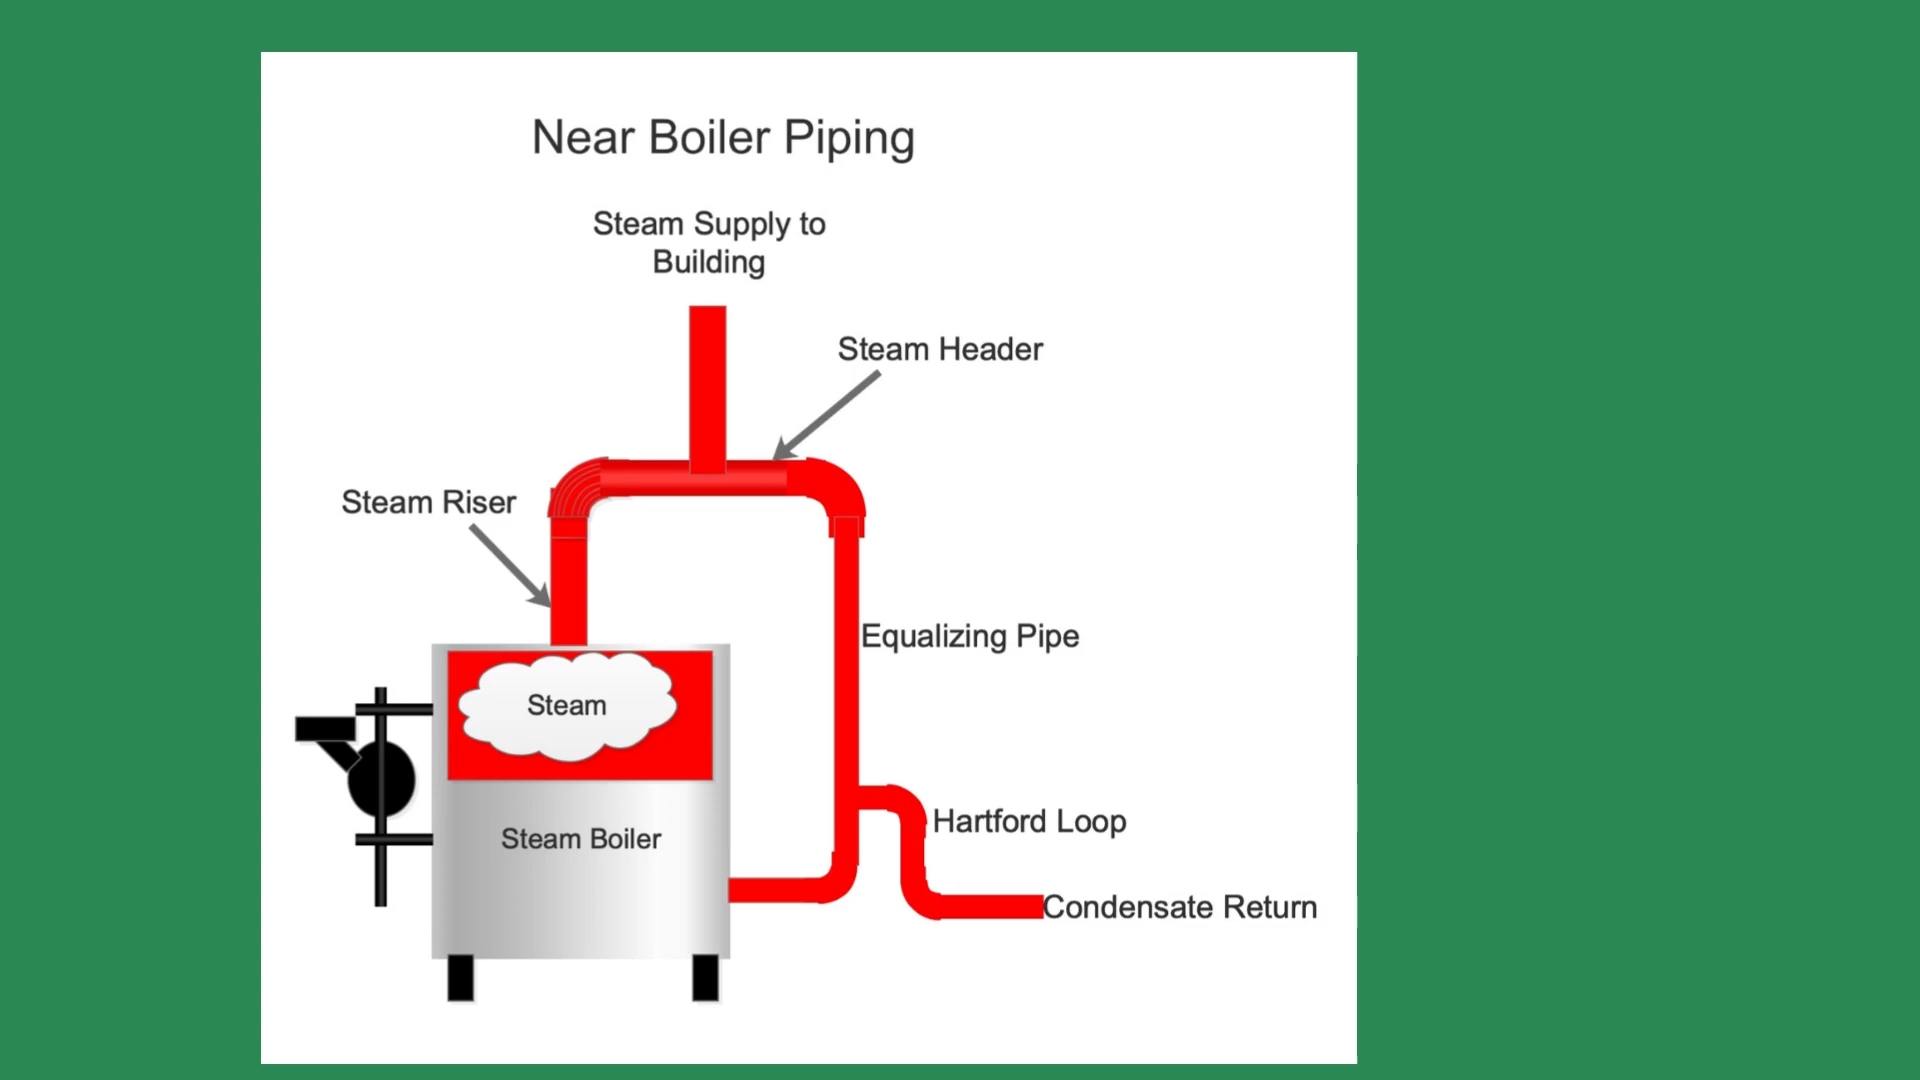 Near Boiler Piping
Steam Supply to
Building
Steam Header
Steam Riser
Equalizing Pipe
Steam
Hartford Loop
Steam Boiler
Condensate Return